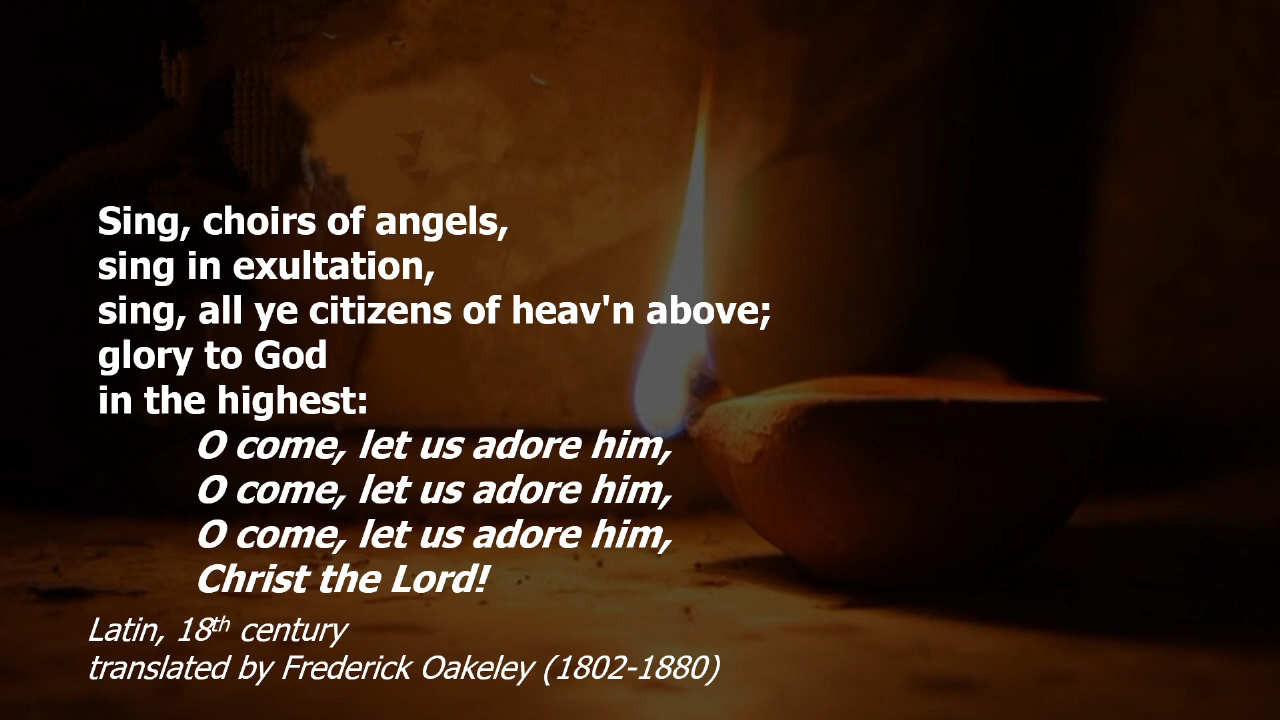 Sing, choirs of angels,
sing in exultation,
sing, all ye citizens of heav'n above;
glory to God
in the highest:
O come, let us adore him,
O come, let us adore him,
O come, let us adore him,
Christ the Lord!
Latin, 18th century
translated by Frederick Oakeley (1802-1880)